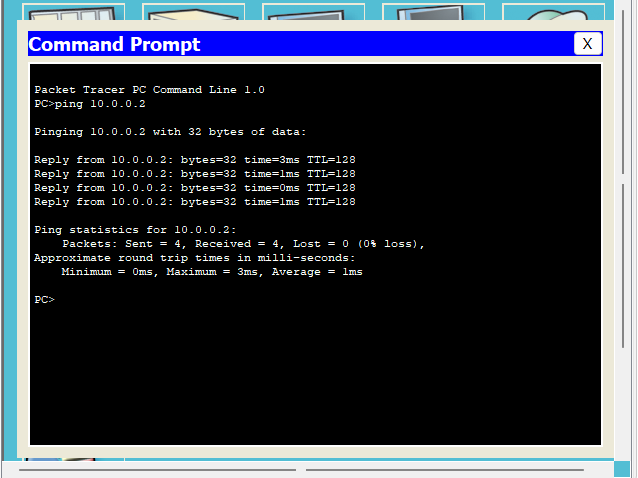 Command Prompt
X
Packet Tracer PC Command Line 1.0
PC>ping 10.0.0.2
Pinging 10.0.0.2 with 32 bytes of data:
Reply from 10.0.0.2: bytes=32 time=3ms TTL=128
Reply from 10.0.0.2: bytes=32 time=1ms TTL=128
Reply from 10.0.0.2: bytes=32 time=0ms TTL=128
Reply from 10.0.0.2: bytes=32 time=1ms TTL=128
Ping statistics for 10.0.0.2:
    Packets: Sent = 4, Received = 4, Lost = 0 (0% loss),
Approximate round trip times in milli-seconds:
    Minimum = 0ms, Maximum = 3ms, Average = 1ms
PC>